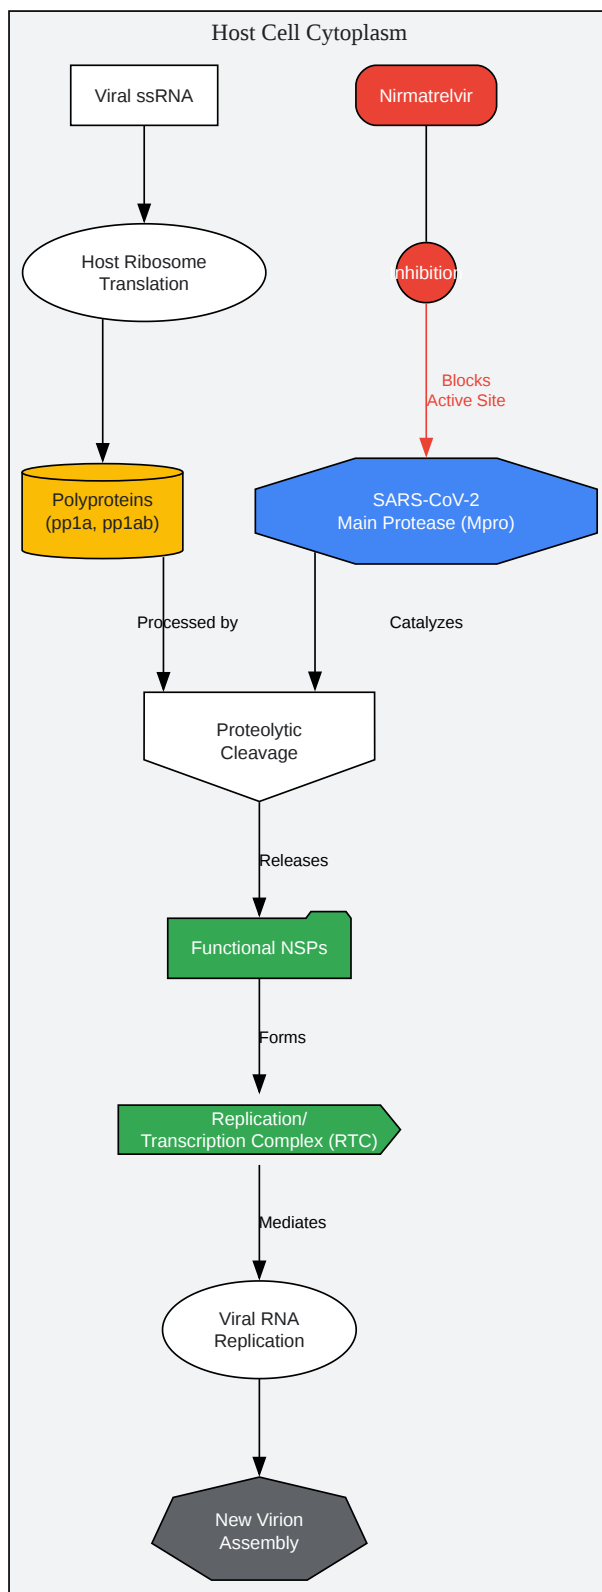 Host Cell Cytoplasm
Viral ssRNA
Nirmatrelvir
Host Ribosome
Translation
Inhibition
Blocks
Active Site
Polyproteins
(pp1a, pp1ab)
SARS-CoV-2
Main Protease (Mpro)
Processed by
Catalyzes
Proteolytic
Cleavage
Releases
Functional NSPs
Forms
Replication/
Transcription Complex (RTC)
Mediates
Viral RNA
Replication
New Virion
Assembly